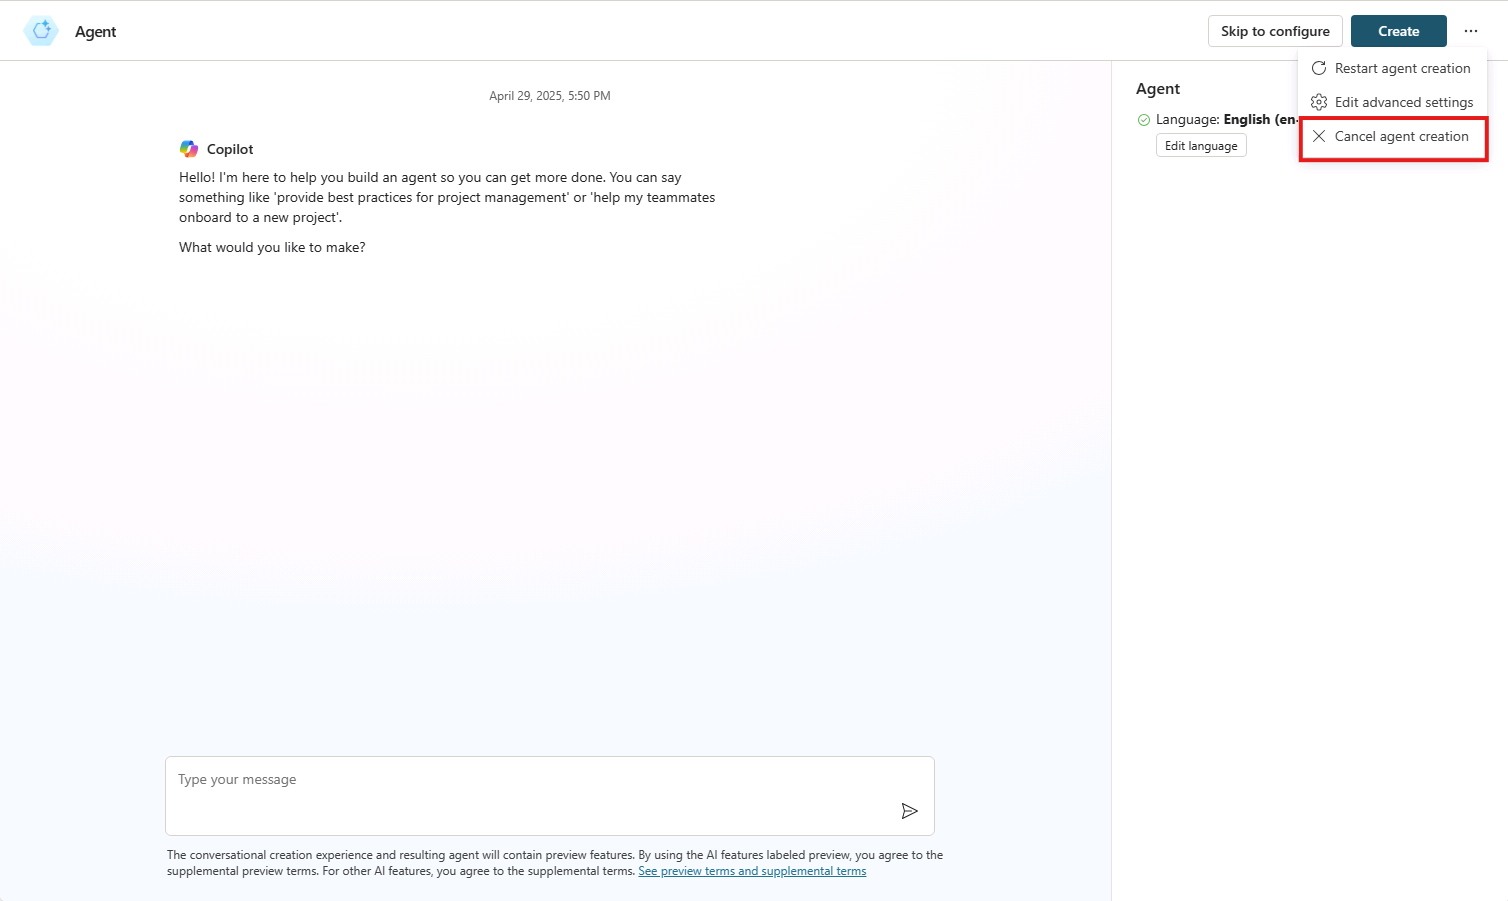 Agent
Skip to configure
Create
Restart agent creation
Edit advanced settings
Cancel agent creation
April 29, 2025, 5:50 PM
Copilot
Hello! I'm here to help you build an agent so you can get more done. You can say
something like 'provide best practices for project management' or 'help my teammates
onboard to a new project'.
What would you like to make?
Agent
Language: English (en-
Edit language
Type your message
The conversational creation experience and resulting agent will contain preview features. By using the AI features labeled preview, you agree to the
supplemental preview terms. For other AI features, you agree to the supplemental terms. See preview terms and supplemental terms